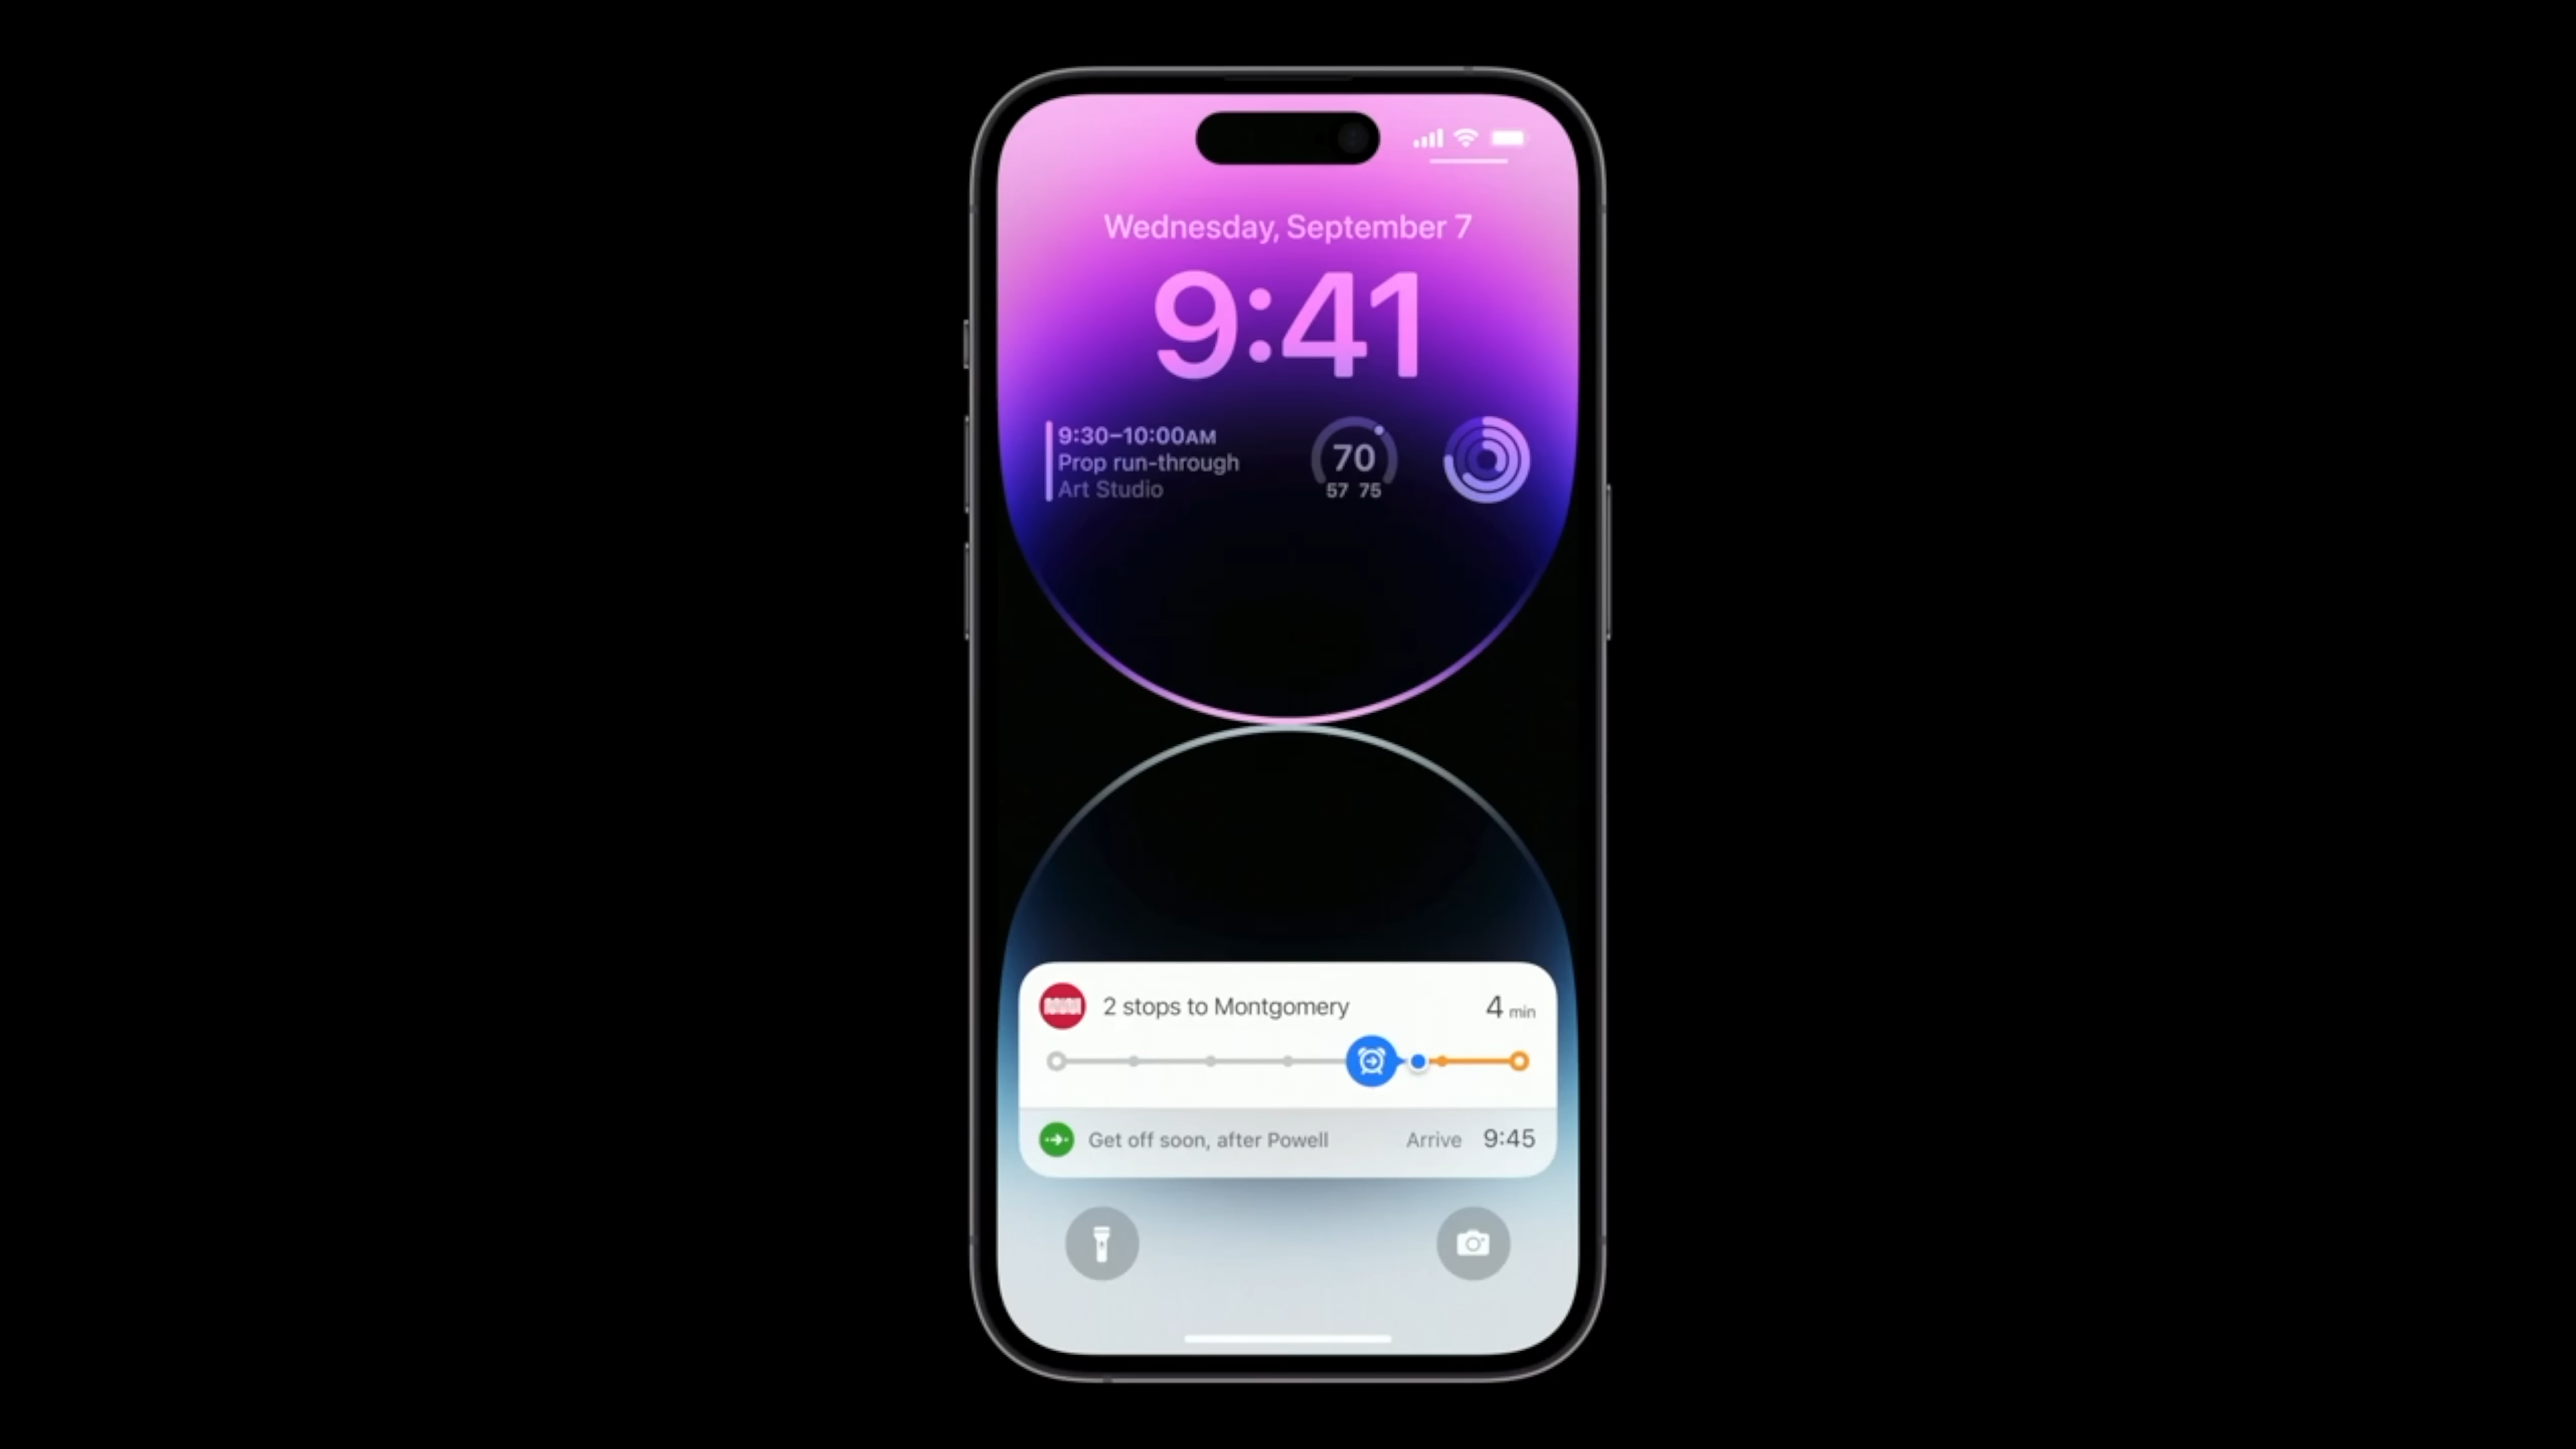 Wednesday, September 7
9:41
9:30–10:00AM
Prop run-through
Art Studio
70
57 75
2 stops to Montgomery
4 min
Get off soon, after Powell
Arrive 9:45